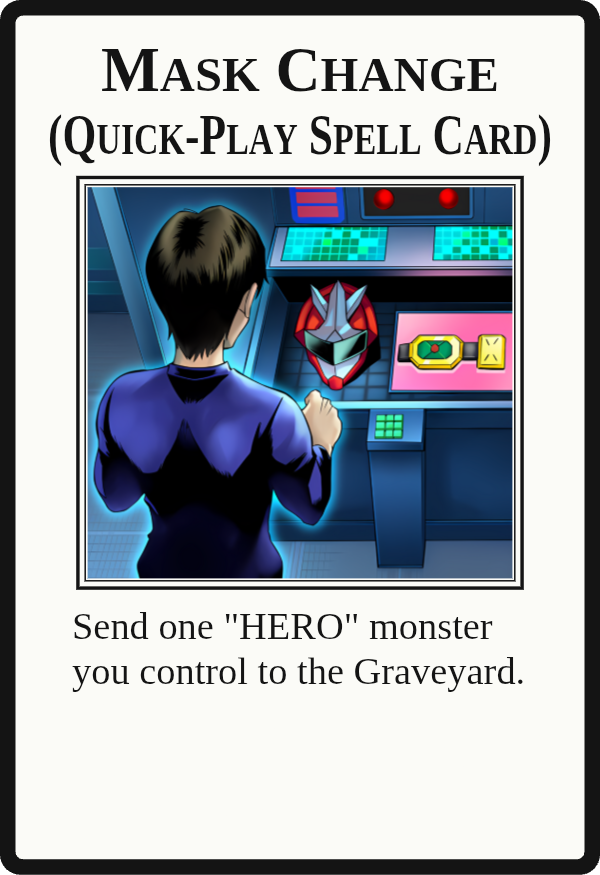 Mask Change
(Quick-Play Spell Card)
Send one "HERO" monster
you control to the Graveyard.